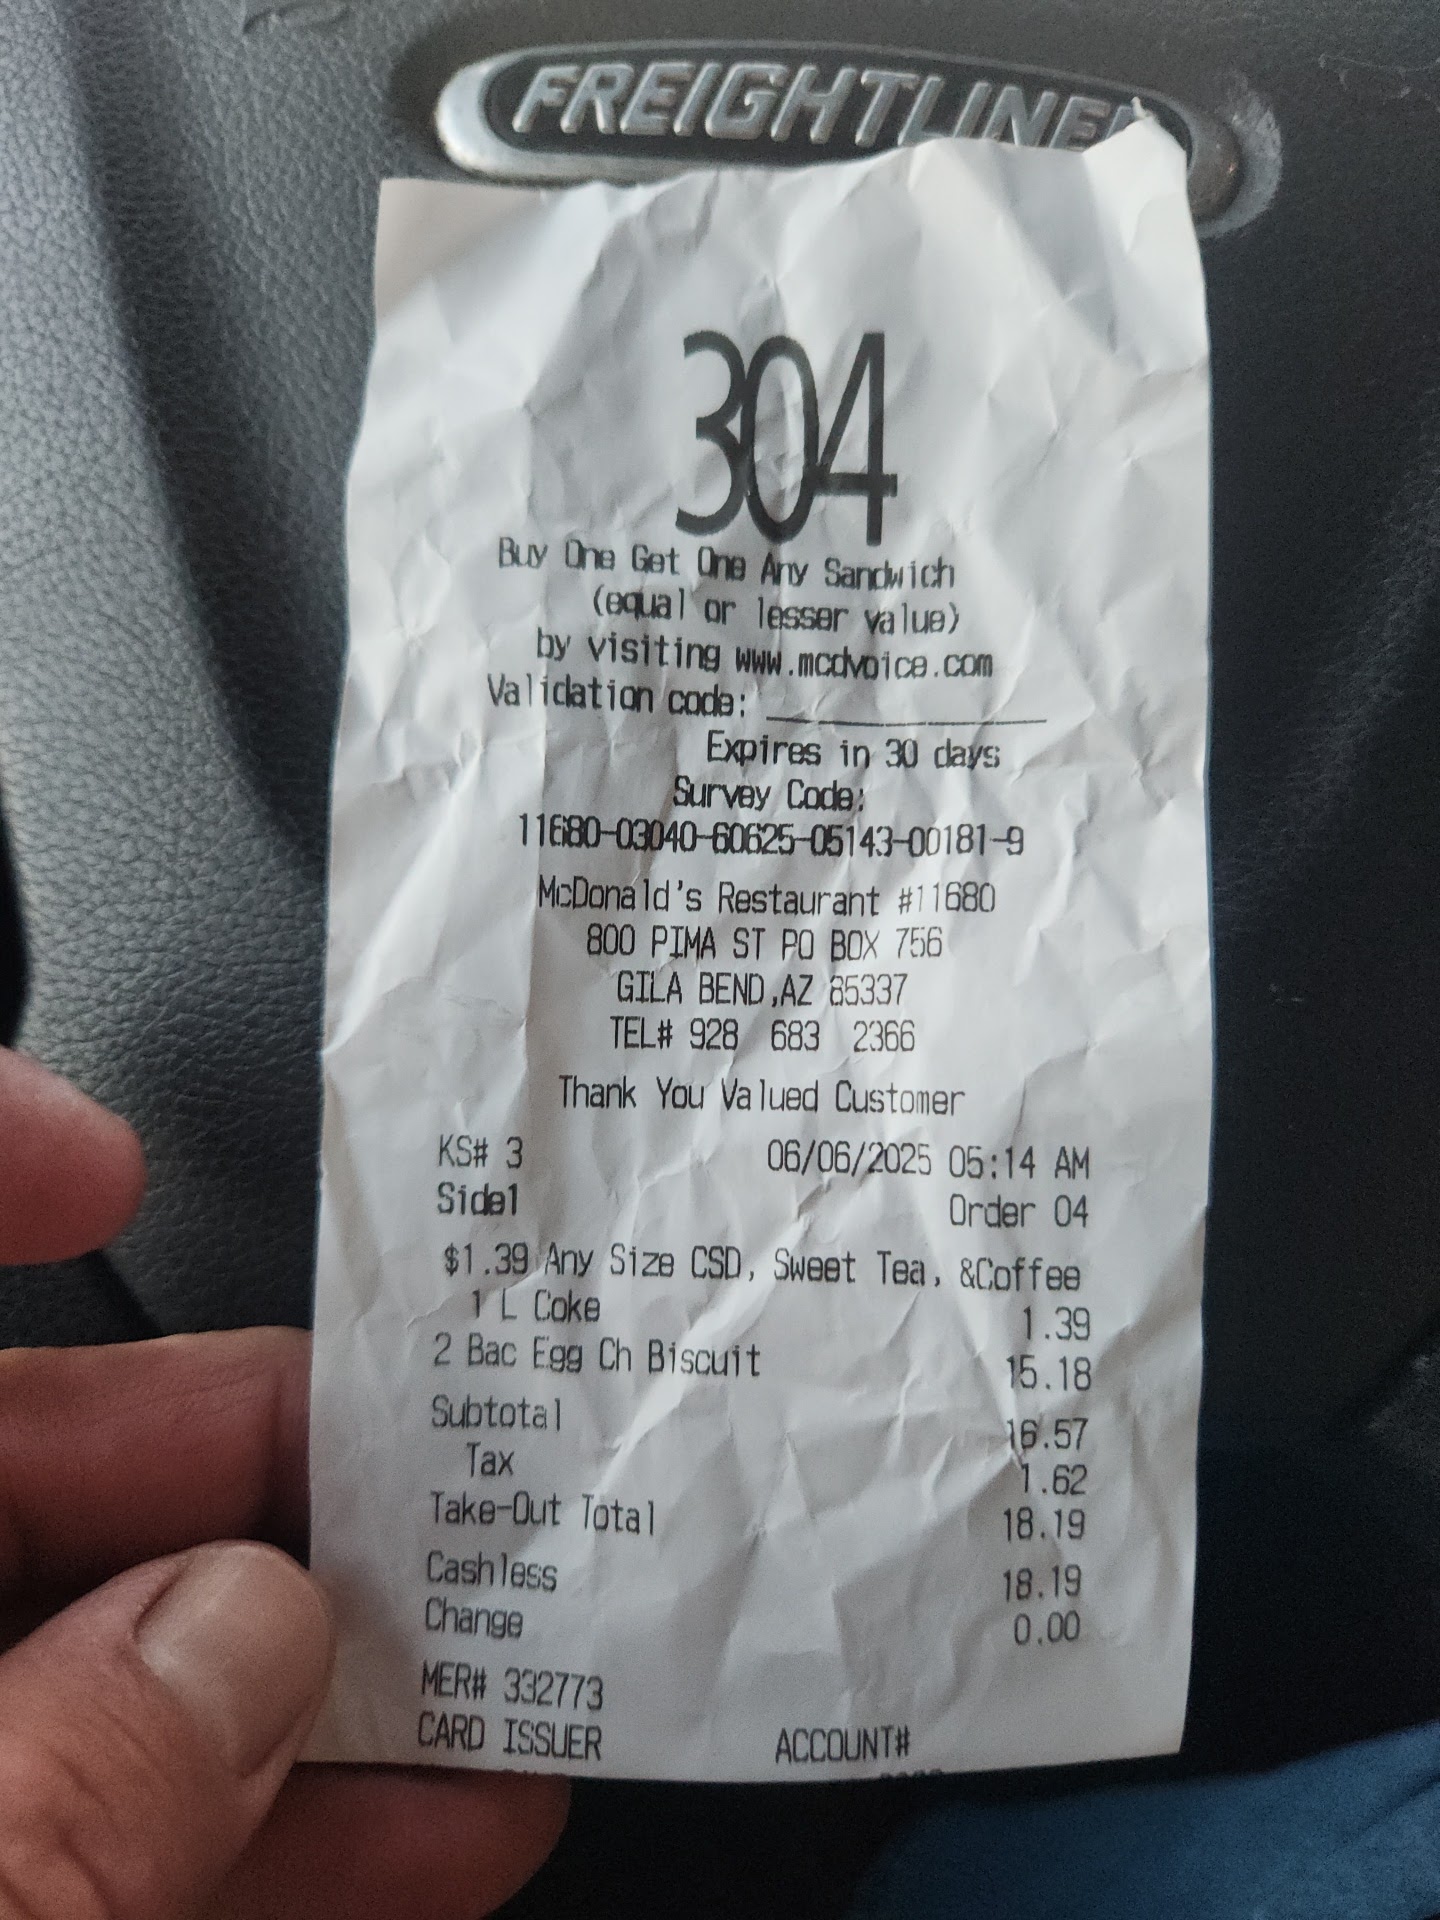 FREIGHTLINER
304
Buy One Get One Any Sandwich
(equal or lesser value)
by visiting www.mcdvoice.com
Validation code: ____________
Expires in 30 days
Survey Code:
11680-03040-60625-05143-00181-9
McDonald's Restaurant #11680
800 PIMA ST PO BOX 756
GILA BEND,AZ 85337
TEL# 928 683 2366
Thank You Valued Customer
KS# 3 06/06/2025 05:14 AM
Side1 Order 04
$1.39 Any Size CSD, Sweet Tea, &Coffee
1 L Coke 1.39
2 Bac Egg Ch Biscuit 15.18
Subtotal 16.57
Tax 1.62
Take-Out Total 18.19
Cashless 18.19
Change 0.00
MER# 332773
CARD ISSUER ACCOUNT#